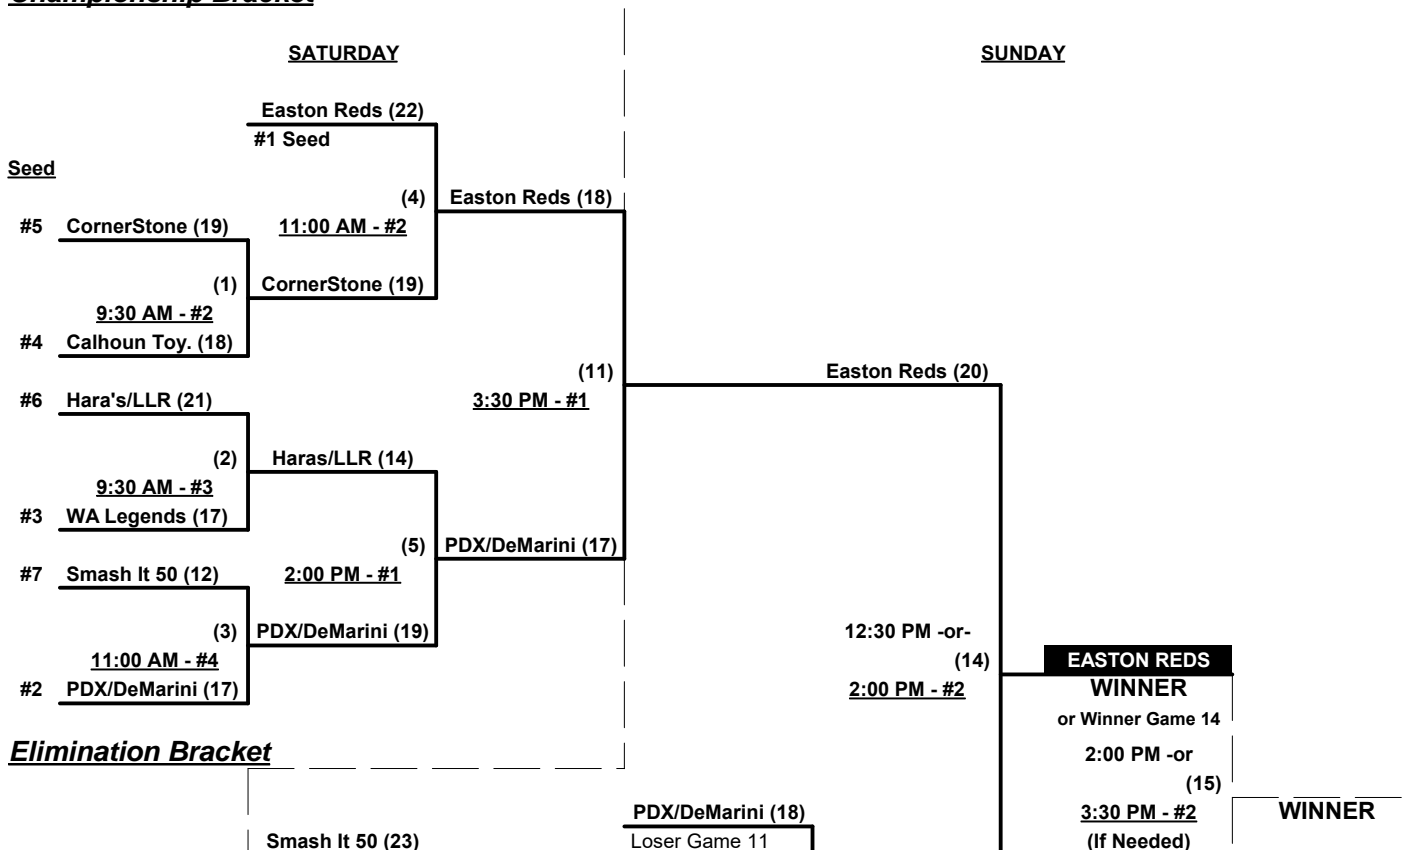 Championship Bracket
SATURDAY
SUNDAY
Easton Reds (22)
#1 Seed
Seed
(4)
Easton Reds (18)
#5 CornerStone (19)
11:00 AM - #2
(1)
CornerStone (19)
9:30 AM - #2
#4 Calhoun Toy. (18)
(11)
Easton Reds (20)
#6 Hara's/LLR (21)
3:30 PM - #1
(2)
Haras/LLR (14)
9:30 AM - #3
#3 WA Legends (17)
(5)
PDX/DeMarini (17)
#7 Smash It 50 (12)
2:00 PM - #1
(3)
PDX/DeMarini (19)
12:30 PM -or-
11:00 AM - #4
(14)
EASTON REDS
#2 PDX/DeMarini (17)
2:00 PM - #2
WINNER
or Winner Game 14
Elimination Bracket
2:00 PM -or
(15)
PDX/DeMarini (18)
3:30 PM - #2
WINNER
Smash It 50 (23)
Loser Game 11
(If Needed)